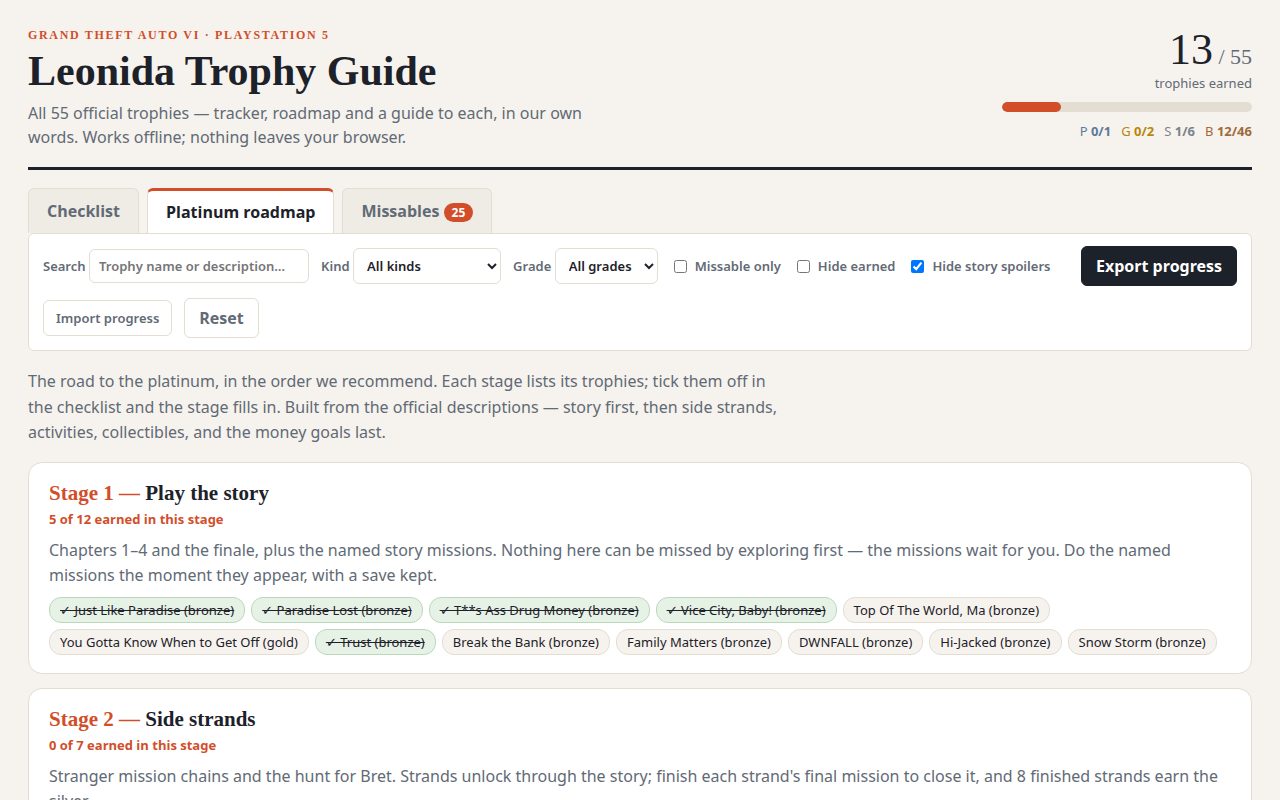 GRAND THEFT AUTO VI · PLAYSTATION 5
Leonida Trophy Guide
All 55 official trophies — tracker, roadmap and a guide to each, in our own
words. Works offline; nothing leaves your browser.
13 / 55
trophies earned
P 0/1 G 0/2 S 1/6 B 12/46
Checklist Platinum roadmap Missables 25
Search Trophy name or description... Kind All kinds Grade All grades Missable only Hide earned Hide story spoilers Export progress
Import progress Reset
The road to the platinum, in the order we recommend. Each stage lists its trophies; tick them off in
the checklist and the stage fills in. Built from the official descriptions — story first, then side strands,
activities, collectibles, and the money goals last.
Stage 1 — Play the story
5 of 12 earned in this stage
Chapters 1–4 and the finale, plus the named story missions. Nothing here can be missed by exploring first — the missions wait for you. Do the named
missions the moment they appear, with a save kept.
✓ Just Like Paradise (bronze) ✓ Paradise Lost (bronze) ✓ T**s Ass Drug Money (bronze) ✓ Vice City, Baby! (bronze) Top Of The World, Ma (bronze)
You Gotta Know When to Get Off (gold) ✓ Trust (bronze) Break the Bank (bronze) Family Matters (bronze) DWNFALL (bronze) Hi-Jacked (bronze) Snow Storm (bronze)
Stage 2 — Side strands
0 of 7 earned in this stage
Stranger mission chains and the hunt for Bret. Strands unlock through the story; finish each strand's final mission to close it, and 8 finished strands earn the
silver.